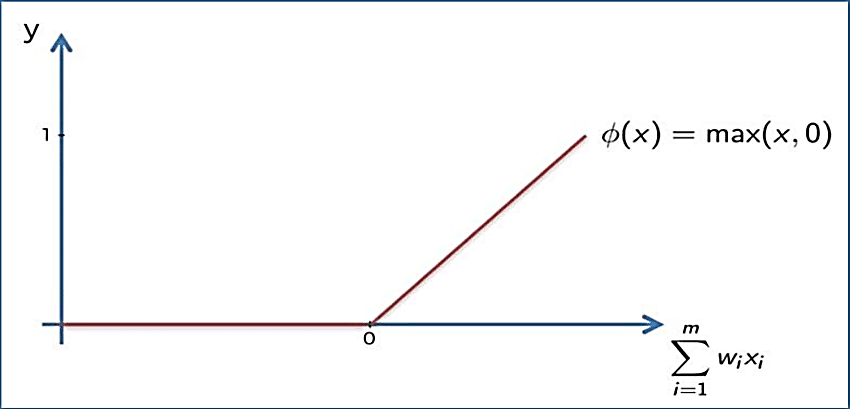 y
1
ϕ(x) = max(x, 0)
0
m
∑ wᵢxᵢ
i=1